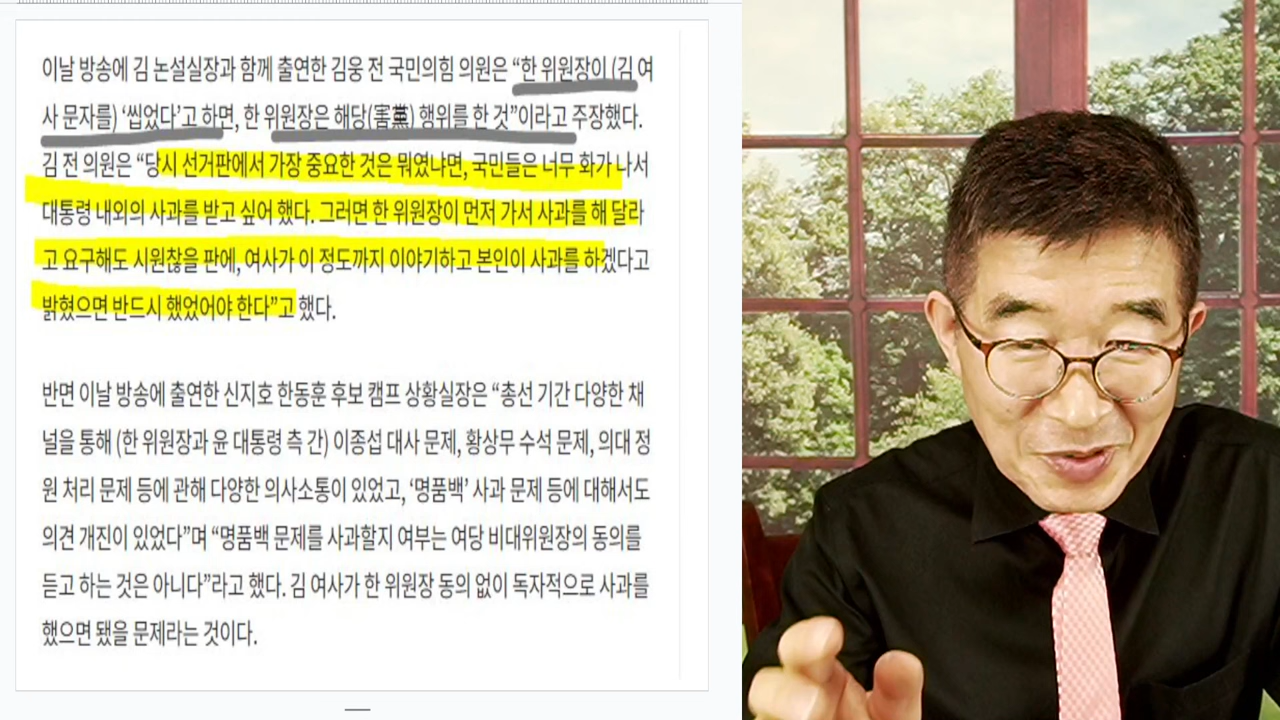 이날 방송에 김 논설실장과 함께 출연한 김웅 전 국민의힘 의원은 “한 위원장이 (김 여
사 문자를) ‘씹었다’고 하면, 한 위원장은 해당(害黨) 행위를 한 것”이라고 주장했다.
김 전 의원은 “당시 선거판에서 가장 중요한 것은 뭐였냐면, 국민들은 너무 화가 나서
대통령 내외의 사과를 받고 싶어 했다. 그러면 한 위원장이 먼저 가서 사과를 해 달라
고 요구해도 시원찮을 판에, 여사가 이 정도까지 이야기하고 본인이 사과를 하겠다고
밝혔으면 반드시 했었어야 한다”고 했다.
반면 이날 방송에 출연한 신지호 한동훈 후보 캠프 상황실장은 “총선 기간 다양한 채
널을 통해 (한 위원장과 윤 대통령 측 간) 이종섭 대사 문제, 황상무 수석 문제, 의대 정
원 처리 문제 등에 관해 다양한 의사소통이 있었고, ‘명품백’ 사과 문제 등에 대해서도
의견 개진이 있었다”며 “명품백 문제를 사과할지 여부는 여당 비대위원장의 동의를
듣고 하는 것은 아니다”라고 했다. 김 여사가 한 위원장 동의 없이 독자적으로 사과를
했으면 됐을 문제라는 것이다.